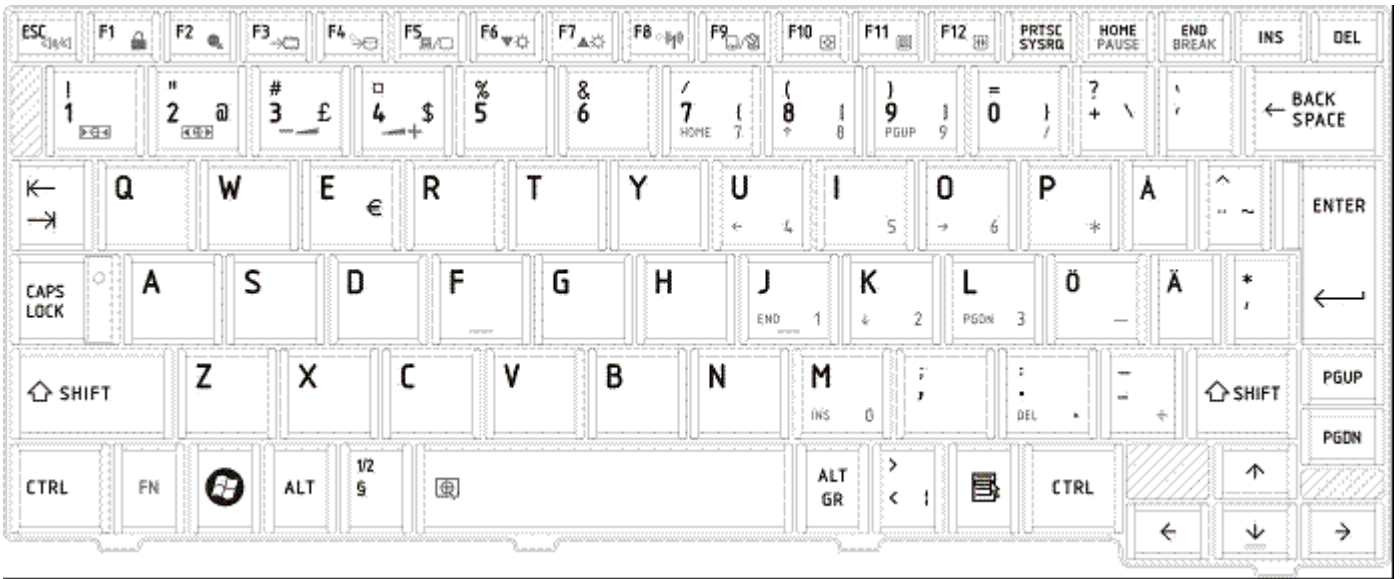 ESC F1 F2 F3 F4 F5 F6 F7 F8 F9 F10 F11 F12 PRTSC HOME END INS DEL
SYSRQ PAUSE BREAK
! " # ¤ % & / ( ) = ? `
1 2 @ 3 £ 4 $ 5 6 7 { 8 [ 9 ] 0 } + \ ´ ← BACK
HOME 7 ↑ 8 PGUP 9 / SPACE
Q W E € R T Y U I O P Å ^ ENTER
← 4 5 → 6 * ¨ ~
CAPS A S D F G H J K L Ö Ä *
LOCK END 1 ↓ 2 PGDN 3 — '
SHIFT Z X C V B N M ; : _ SHIFT PGUP
INS 0 , . DEL . - ÷
PGDN
CTRL FN ALT 1/2 ALT > CTRL
§ GR < |